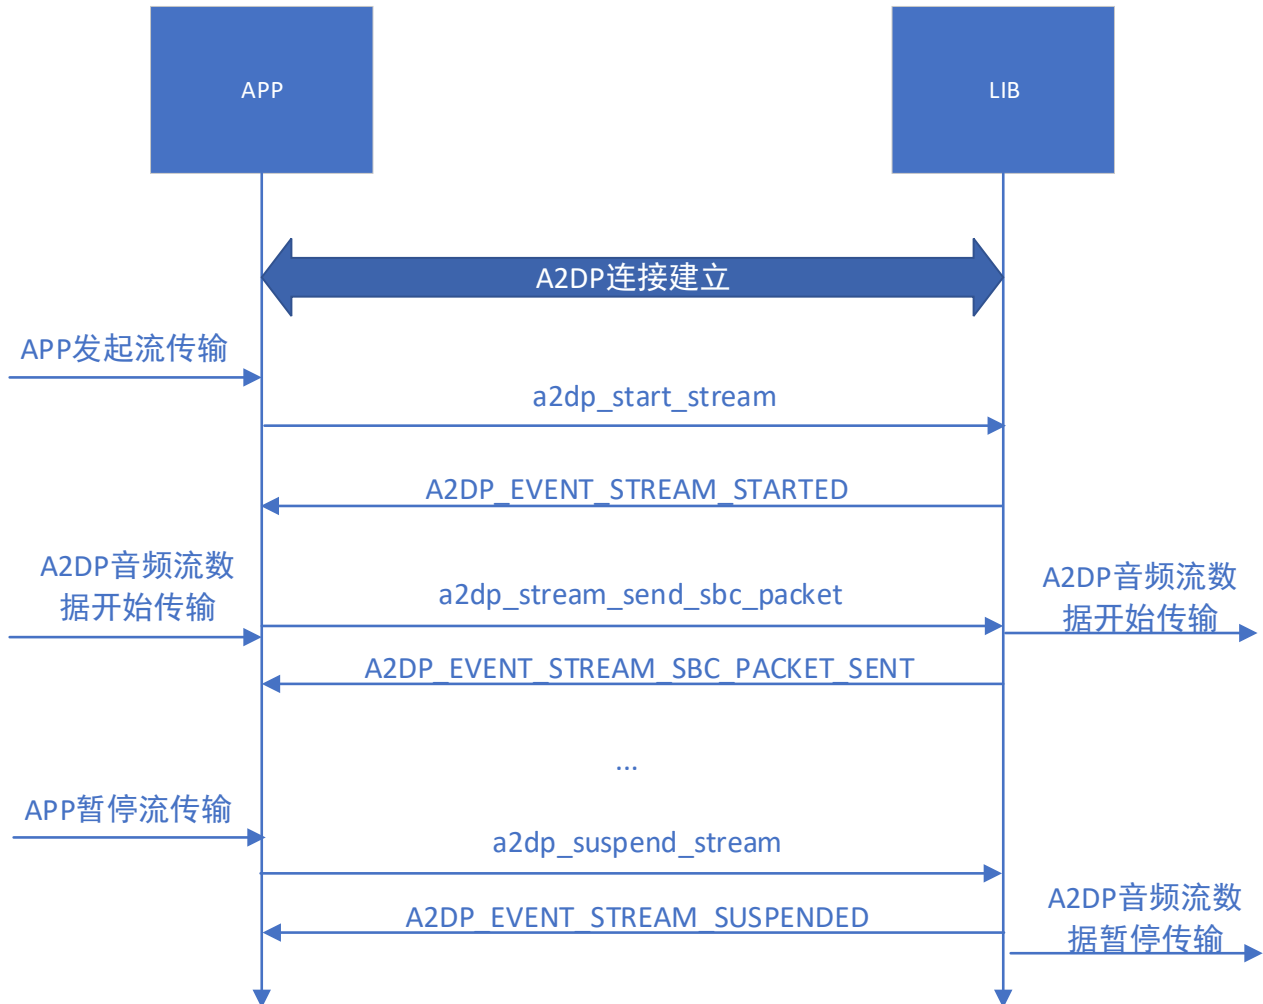 APP
LIB
A2DP连接建立
APP发起流传输
a2dp_start_stream
A2DP_EVENT_STREAM_STARTED
A2DP音频流数
据开始传输
a2dp_stream_send_sbc_packet
A2DP音频流数
据开始传输
A2DP_EVENT_STREAM_SBC_PACKET_SENT
...
APP暂停流传输
a2dp_suspend_stream
A2DP_EVENT_STREAM_SUSPENDED
A2DP音频流数
据暂停传输